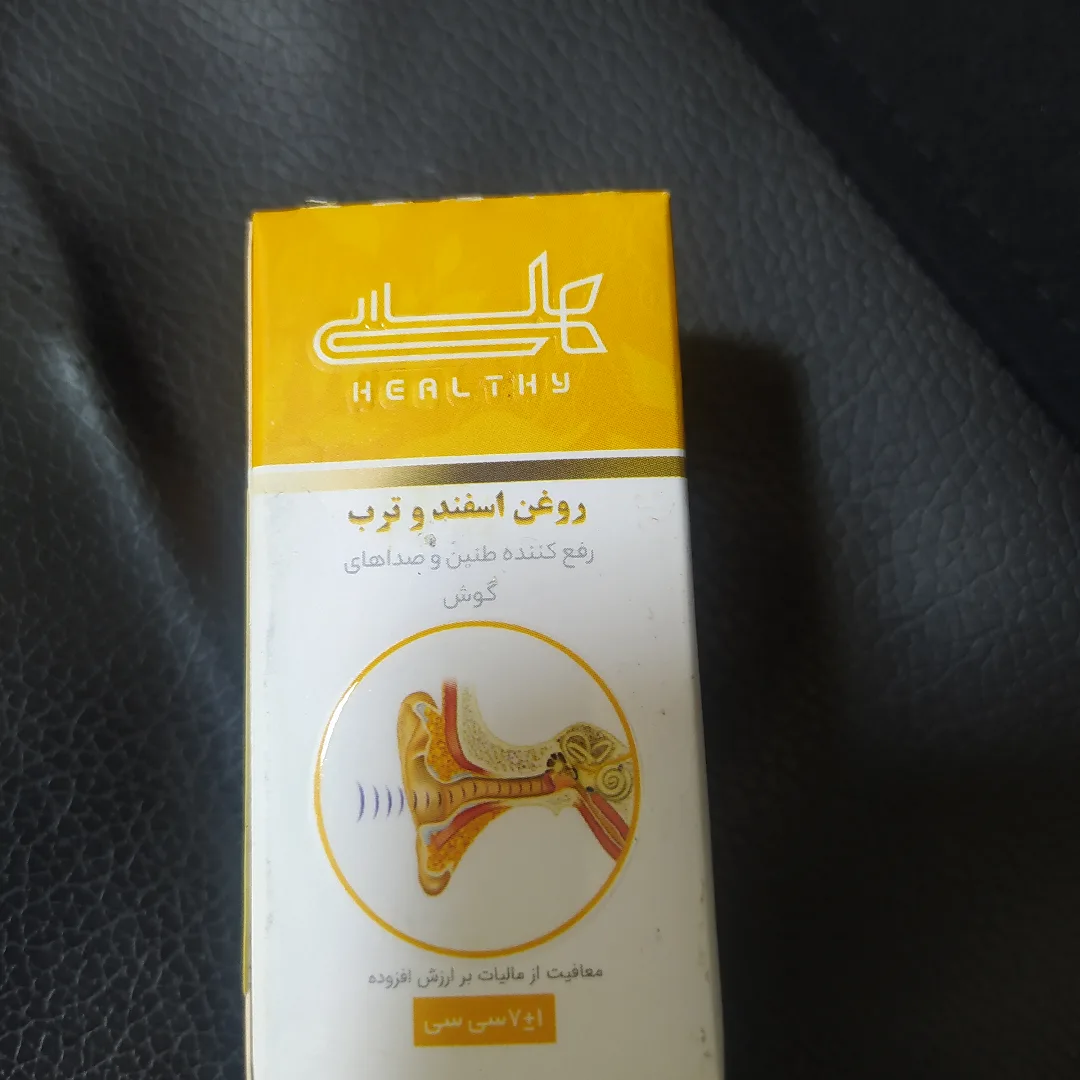 هلسایی
HEALTHY
روغن اسفند و ترب
رفع کننده طنین و صداهای
گوش
معافیت از مالیات بر ارزش افزوده
۷±۱ سی سی